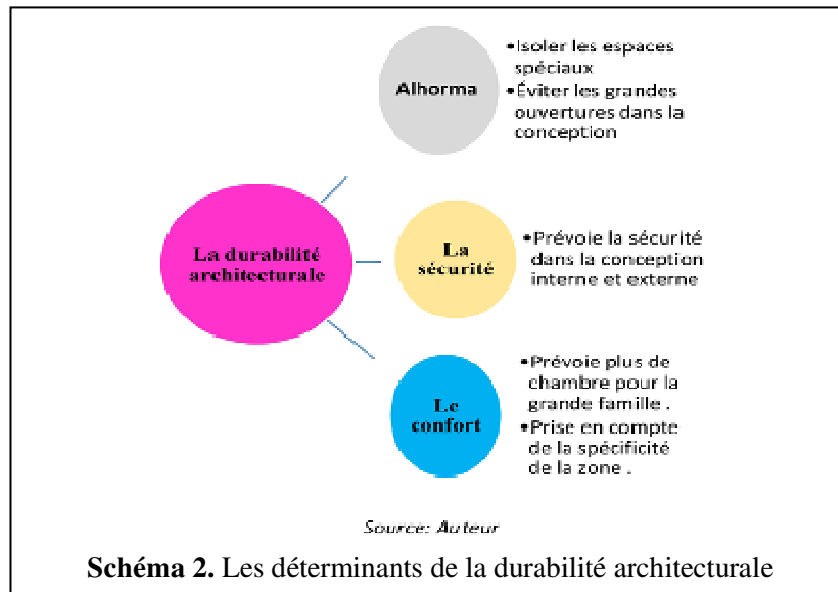 Alhorma
•Isoler les espaces
spéciaux
•Éviter les grandes
ouvertures dans la
conception
La durabilité
architecturale
La
sécurité
•Prévoie la sécurité
dans la conception
interne et externe
Le
confort
•Prévoie plus de
chambre pour la
grande famille .
•Prise en compte
de la spécificité
de la zone .
Source: Auteur
Schéma 2. Les déterminants de la durabilité architecturale